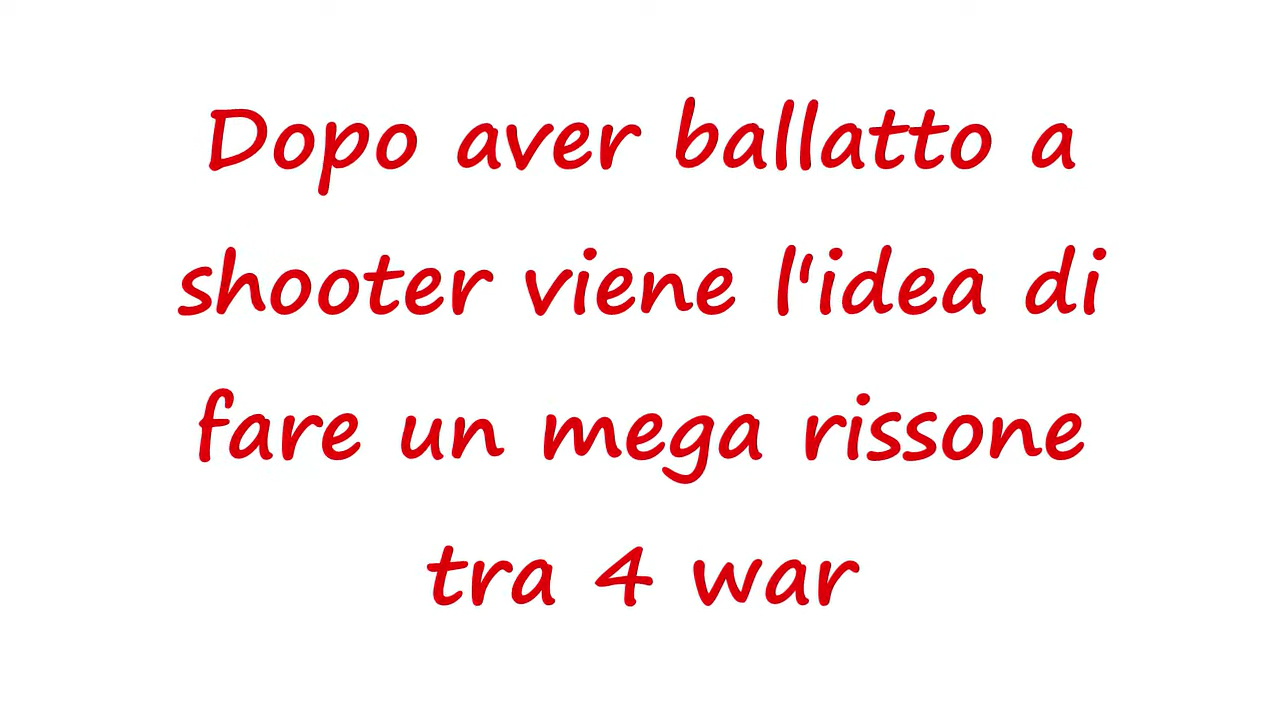 Dopo aver ballatto a
shooter viene l'idea di
fare un mega rissone
tra 4 war